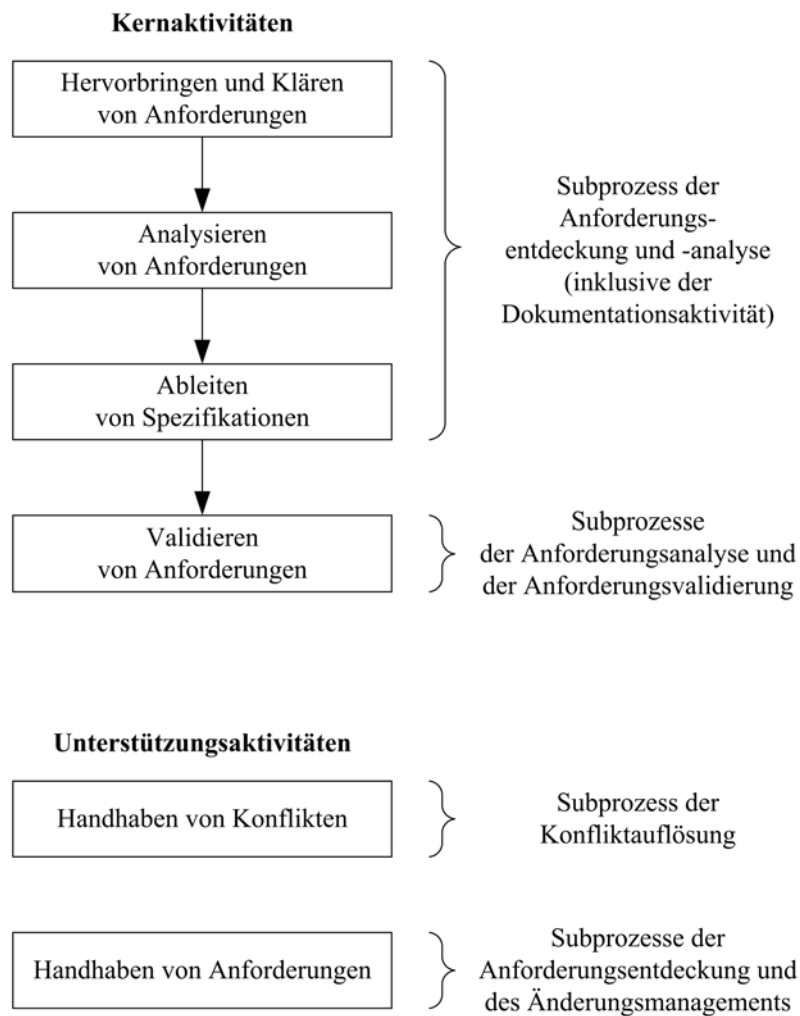 Kernaktivitäten
Hervorbringen und Klären
von Anforderungen
Analysieren
von Anforderungen
Ableiten
von Spezifikationen
Subprozess der
Anforderungs-
entdeckung und -analyse
(inklusive der
Dokumentationsaktivität)
Validieren
von Anforderungen
Subprozesse
der Anforderungsanalyse und
der Anforderungsvalidierung
Unterstützungsaktivitäten
Handhaben von Konflikten
Subprozess der
Konfliktauflösung
Handhaben von Anforderungen
Subprozesse der
Anforderungsentdeckung und
des Änderungsmanagements